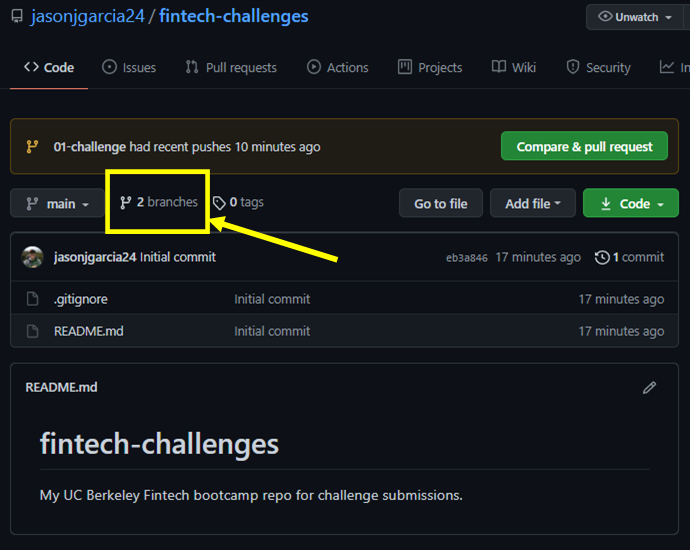 jasonjgarcia24 / fintech-challenges
Unwatch
Code Issues Pull requests Actions Projects Wiki Security In
01-challenge had recent pushes 10 minutes ago Compare & pull request
main 2 branches 0 tags Go to file Add file Code
jasonjgarcia24 Initial commit eb3a846 17 minutes ago 1 commit
.gitignore Initial commit 17 minutes ago
README.md Initial commit 17 minutes ago
README.md
fintech-challenges
My UC Berkeley Fintech bootcamp repo for challenge submissions.